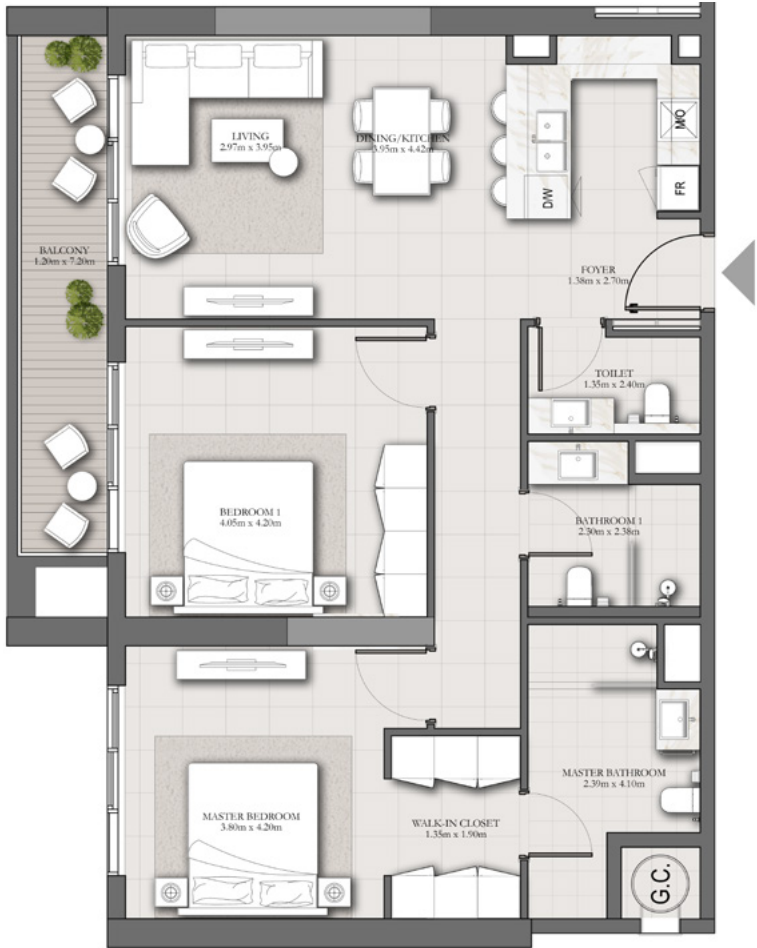 LIVING
2.97m x 3.95m
DINING/KITCHEN
3.95m x 4.42m
D/W
M/O
FR
BALCONY
1.20m x 7.20m
FOYER
1.38m x 2.70m
TOILET
1.35m x 2.40m
BEDROOM 1
4.05m x 4.20m
BATHROOM 1
2.30m x 2.38m
MASTER BATHROOM
2.39m x 4.10m
MASTER BEDROOM
3.80m x 4.20m
WALK-IN CLOSET
1.35m x 1.90m
G.C.